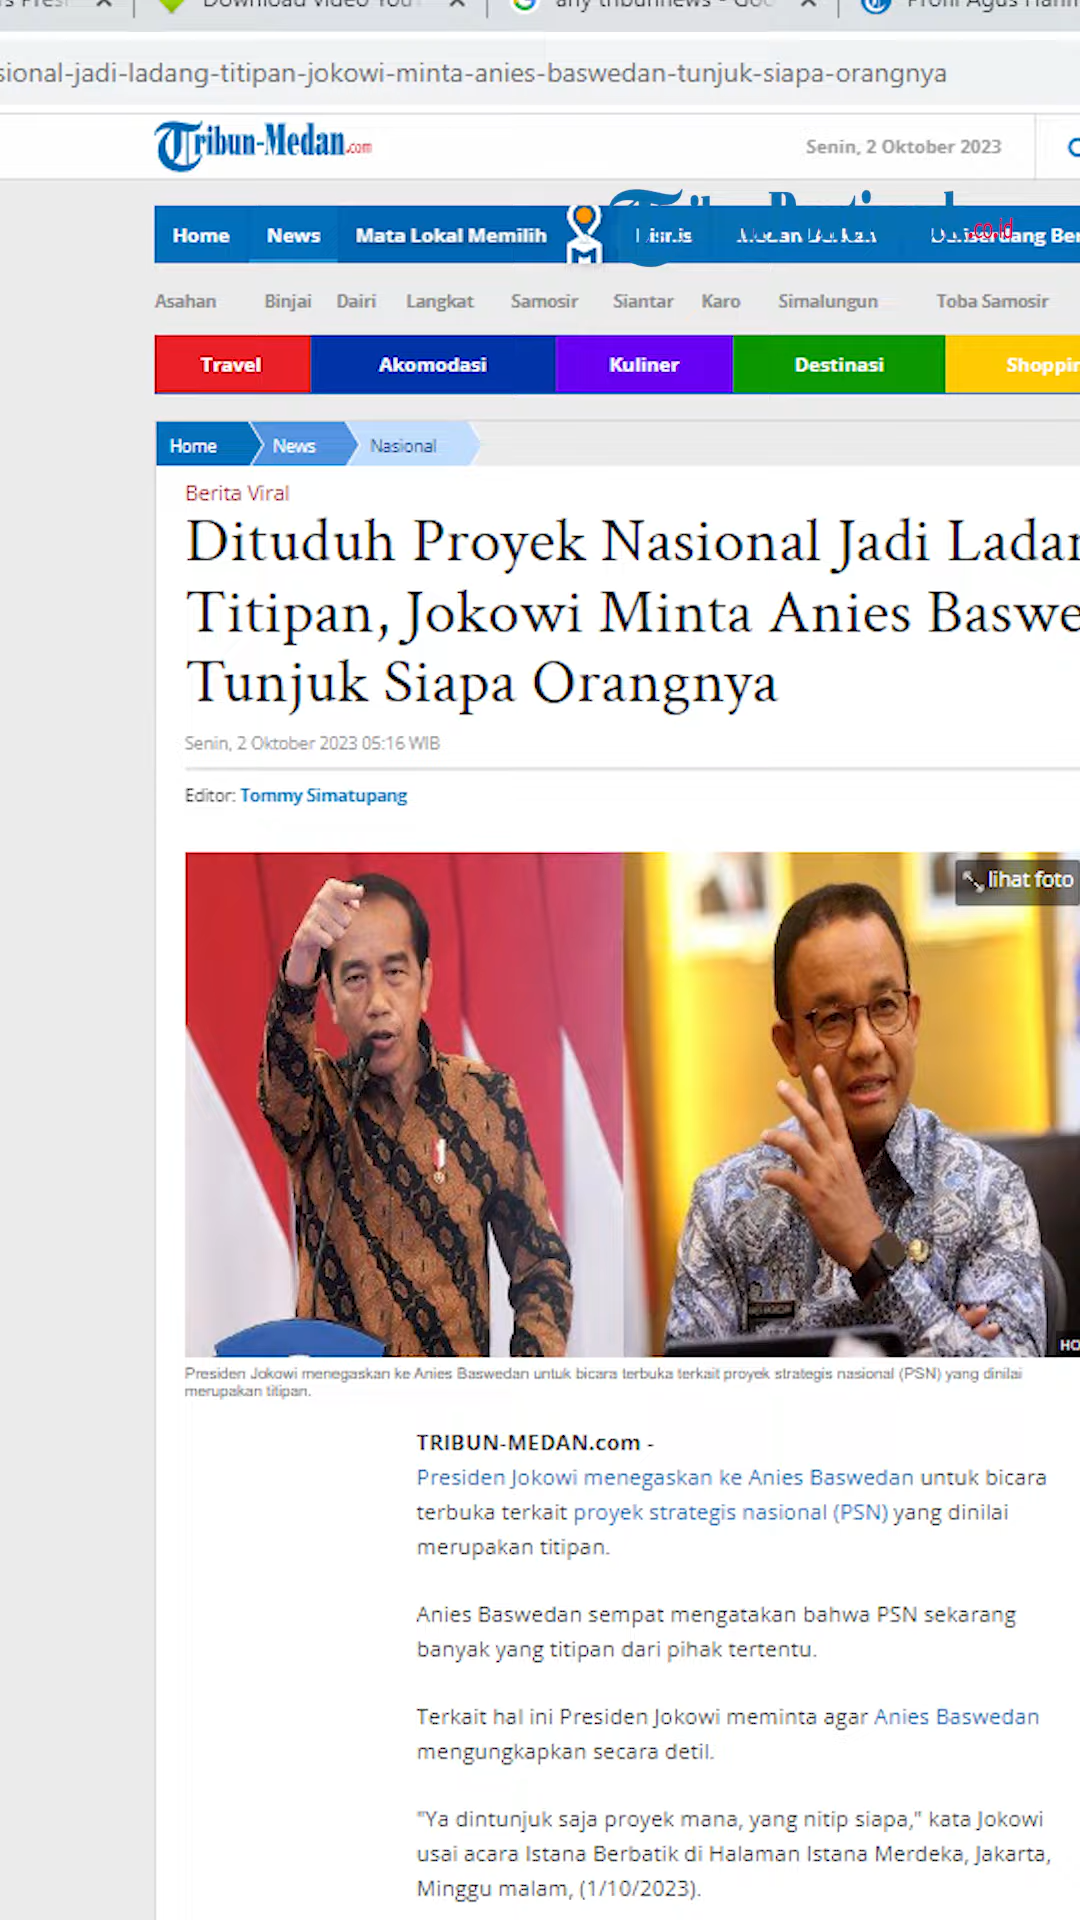 Download video You
any tribunnews - Goo
sional-jadi-ladang-titipan-jokowi-minta-anies-baswedan-tunjuk-siapa-orangnya
Tribun-Medan.com
Senin, 2 Oktober 2023
.co.id
Home News Mata Lokal Memilih Bisnis
Asahan Binjai Dairi Langkat Samosir Siantar Karo Simalungun Toba Samosir
Travel Akomodasi Kuliner Destinasi Shoppin
Home News Nasional
Berita Viral
Dituduh Proyek Nasional Jadi Ladan
Titipan, Jokowi Minta Anies Baswe
Tunjuk Siapa Orangnya
Senin, 2 Oktober 2023 05:16 WIB
Editor: Tommy Simatupang
lihat foto
HO
Presiden Jokowi menegaskan ke Anies Baswedan untuk bicara terbuka terkait proyek strategis nasional (PSN) yang dinilai
merupakan titipan.
TRIBUN-MEDAN.com -
Presiden Jokowi menegaskan ke Anies Baswedan untuk bicara
terbuka terkait proyek strategis nasional (PSN) yang dinilai
merupakan titipan.
Anies Baswedan sempat mengatakan bahwa PSN sekarang
banyak yang titipan dari pihak tertentu.
Terkait hal ini Presiden Jokowi meminta agar Anies Baswedan
mengungkapkan secara detil.
"Ya dintunjuk saja proyek mana, yang nitip siapa," kata Jokowi
usai acara Istana Berbatik di Halaman Istana Merdeka, Jakarta,
Minggu malam, (1/10/2023).